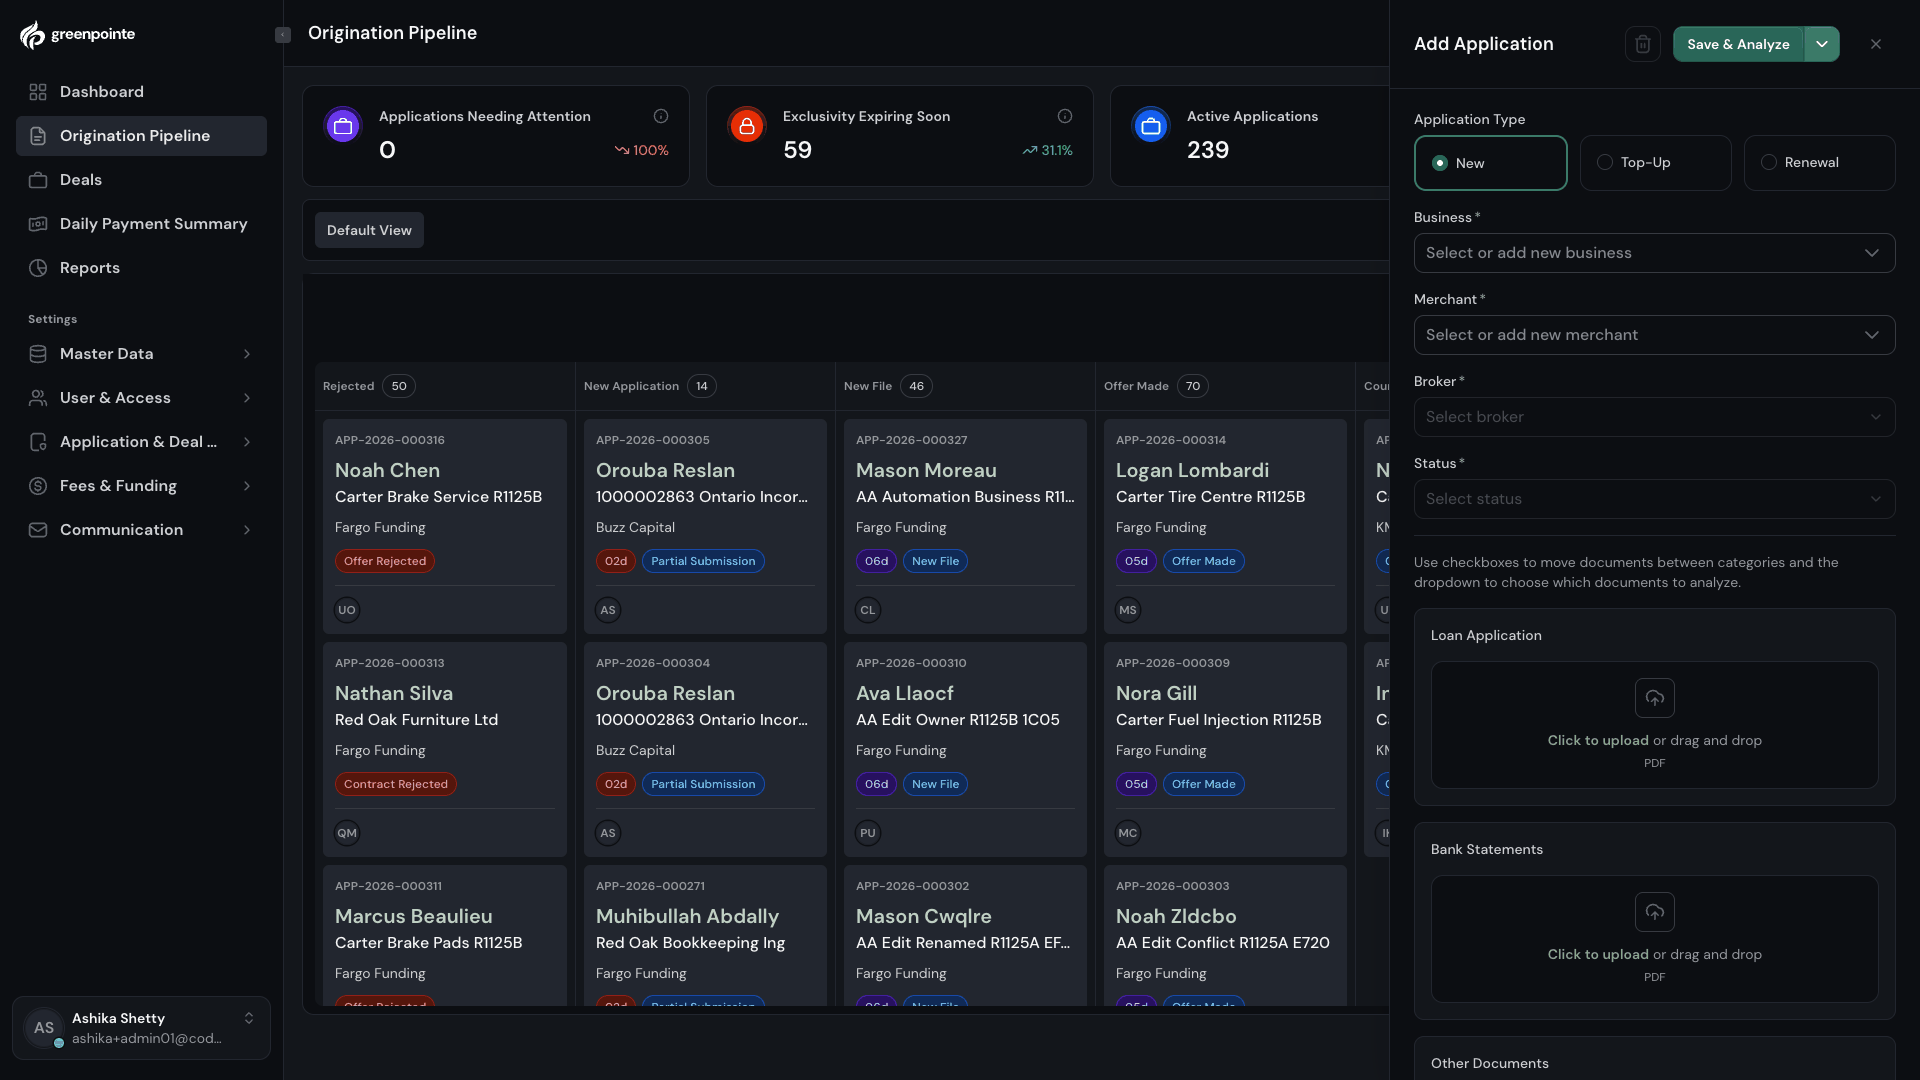 greenpointe
Dashboard
Origination Pipeline
Deals
Daily Payment Summary
Reports
Settings
Master Data
User & Access
Application & Deal ...
Fees & Funding
Communication
AS
Ashika Shetty
ashika+admin01@cod...
Origination Pipeline
Applications Needing Attention
0
100%
Exclusivity Expiring Soon
59
31.1%
Active Applications
239
Default View
Rejected 50
APP-2026-000316
Noah Chen
Carter Brake Service R1125B
Fargo Funding
Offer Rejected
UO
APP-2026-000313
Nathan Silva
Red Oak Furniture Ltd
Fargo Funding
Contract Rejected
QM
APP-2026-000311
Marcus Beaulieu
Carter Brake Pads R1125B
Fargo Funding
Offer Rejected
New Application 14
APP-2026-000305
Orouba Reslan
1000002863 Ontario Incor...
Buzz Capital
02d Partial Submission
AS
APP-2026-000304
Orouba Reslan
1000002863 Ontario Incor...
Buzz Capital
02d Partial Submission
AS
APP-2026-000271
Muhibullah Abdally
Red Oak Bookkeeping Ing
Fargo Funding
Partial Submission
New File 46
APP-2026-000327
Mason Moreau
AA Automation Business R11...
Fargo Funding
06d New File
CL
APP-2026-000310
Ava Llaocf
AA Edit Owner R1125B 1C05
Fargo Funding
06d New File
PU
APP-2026-000302
Mason Cwqlre
AA Edit Renamed R1125A EF...
Fargo Funding
06d New File
Offer Made 70
APP-2026-000314
Logan Lombardi
Carter Tire Centre R1125B
Fargo Funding
05d Offer Made
MS
APP-2026-000309
Nora Gill
Carter Fuel Injection R1125B
Fargo Funding
05d Offer Made
MC
APP-2026-000303
Noah Zldcbo
AA Edit Conflict R1125A E720
Fargo Funding
05d Offer Made
Add Application
Save & Analyze
Application Type
New
Top-Up
Renewal
Business *
Select or add new business
Merchant *
Select or add new merchant
Broker *
Select broker
Status *
Select status
Use checkboxes to move documents between categories and the
dropdown to choose which documents to analyze.
Loan Application
Click to upload or drag and drop
PDF
Bank Statements
Click to upload or drag and drop
PDF
Other Documents